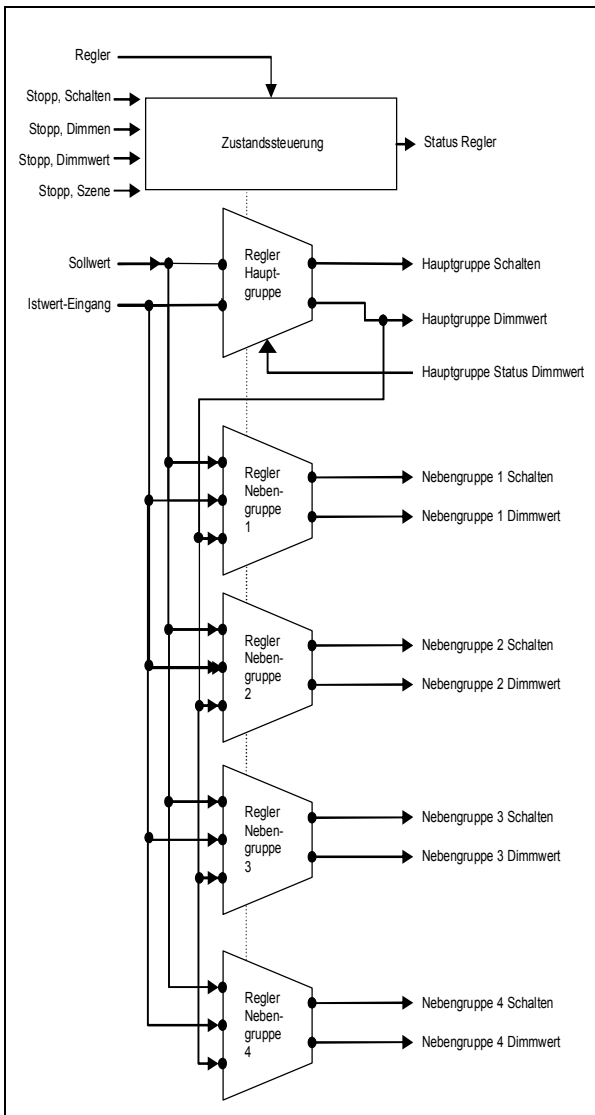 Regler
Stopp, Schalten
Stopp, Dimmen
Stopp, Dimmwert
Stopp, Szene
Zustandssteuerung
Status Regler
Sollwert
Istwert-Eingang
Regler
Haupt-
gruppe
Hauptgruppe Schalten
Hauptgruppe Dimmwert
Hauptgruppe Status Dimmwert
Regler
Neben-
gruppe
1
Nebengruppe 1 Schalten
Nebengruppe 1 Dimmwert
Regler
Neben-
gruppe
2
Nebengruppe 2 Schalten
Nebengruppe 2 Dimmwert
Regler
Neben-
gruppe
3
Nebengruppe 3 Schalten
Nebengruppe 3 Dimmwert
Regler
Neben-
gruppe
4
Nebengruppe 4 Schalten
Nebengruppe 4 Dimmwert